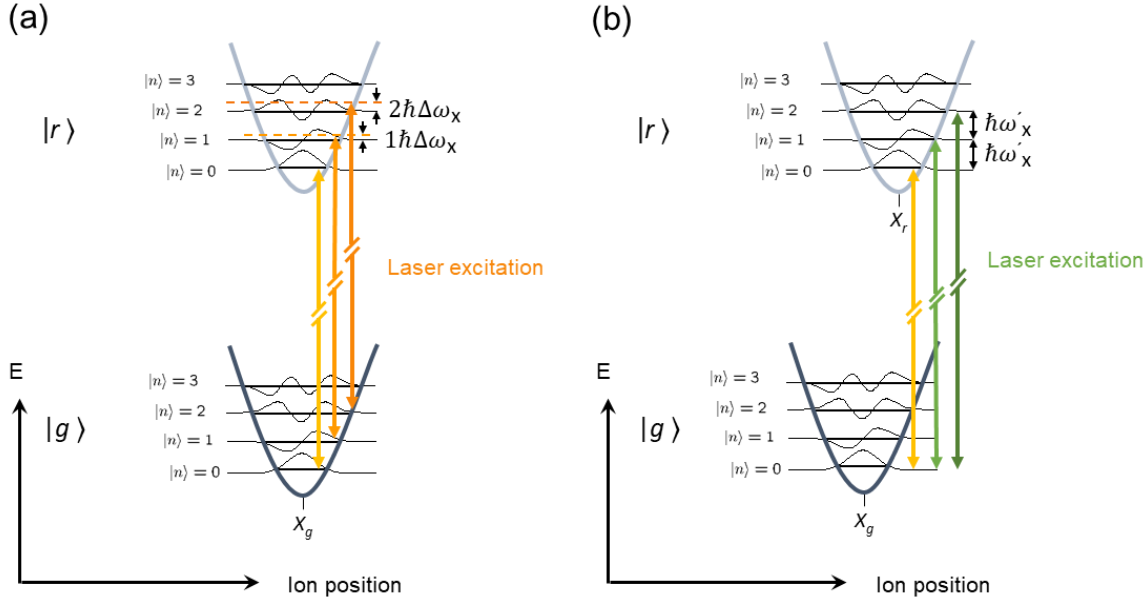 (a)
|n⟩ = 3
|n⟩ = 2
|n⟩ = 1
|n⟩ = 0
|r⟩
2ħΔωx
1ħΔωx
Laser excitation
E
|n⟩ = 3
|n⟩ = 2
|n⟩ = 1
|n⟩ = 0
|g⟩
Xg
Ion position
(b)
|n⟩ = 3
|n⟩ = 2
|n⟩ = 1
|n⟩ = 0
|r⟩
ħω´x
ħω´x
Xr
Laser excitation
E
|n⟩ = 3
|n⟩ = 2
|n⟩ = 1
|n⟩ = 0
|g⟩
Xg
Ion position